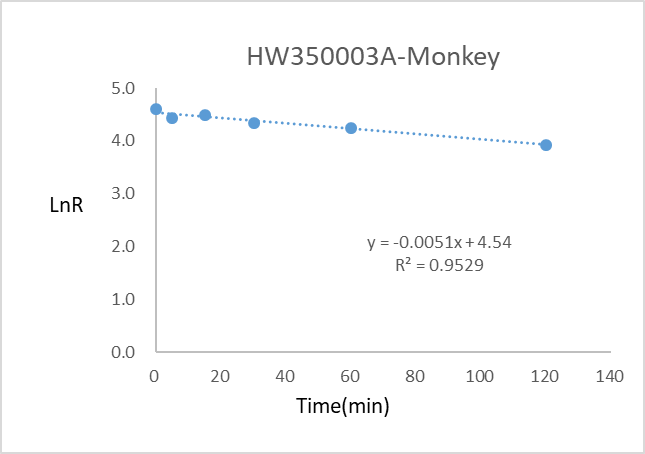 HW350003A-Monkey
5.0
4.0
3.0
LnR
2.0
y = -0.0051x + 4.54
R² = 0.9529
1.0
0.0
0 20 40 60 80 100 120 140
Time(min)